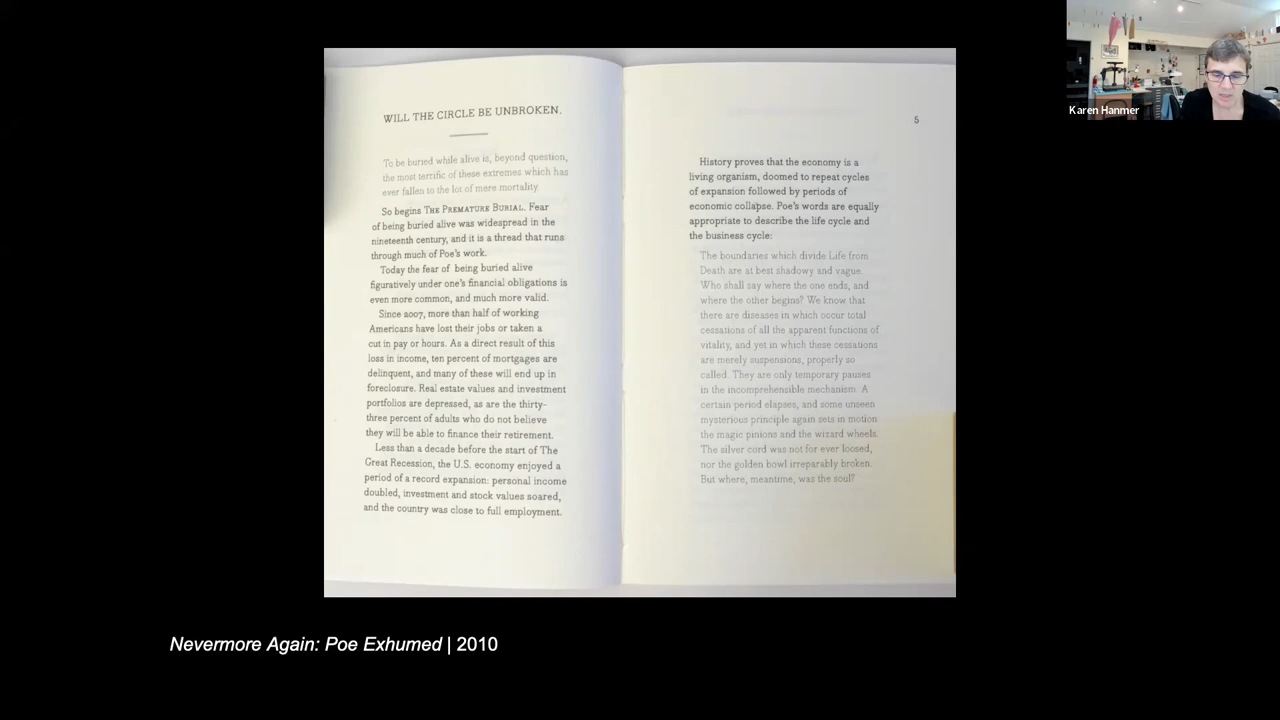 WILL THE CIRCLE BE UNBROKEN.
To be buried while alive is, beyond question,
the most terrific of these extremes which has
ever fallen to the lot of mere mortality.
So begins THE PREMATURE BURIAL. Fear
of being buried alive was widespread in the
nineteenth century, and it is a thread that runs
through much of Poe's work.
Today the fear of being buried alive
figuratively under one's financial obligations is
even more common, and much more valid.
Since 2007, more than half of working
Americans have lost their jobs or taken a
cut in pay or hours. As a direct result of this
loss in income, ten percent of mortgages are
delinquent, and many of these will end up in
foreclosure. Real estate values and investment
portfolios are depressed, as are the thirty-
three percent of adults who do not believe
they will be able to finance their retirement.
Less than a decade before the start of The
Great Recession, the U.S. economy enjoyed a
period of a record expansion: personal income
doubled, investment and stock values soared,
and the country was close to full employment.
5
History proves that the economy is a
living organism, doomed to repeat cycles
of expansion followed by periods of
economic collapse. Poe's words are equally
appropriate to describe the life cycle and
the business cycle:
The boundaries which divide Life from
Death are at best shadowy and vague.
Who shall say where the one ends, and
where the other begins? We know that
there are diseases in which occur total
cessations of all the apparent functions of
vitality, and yet in which these cessations
are merely suspensions, properly so
called. They are only temporary pauses
in the incomprehensible mechanism. A
certain period elapses, and some unseen
mysterious principle again sets in motion
the magic pinions and the wizard wheels.
The silver cord was not for ever loosed,
nor the golden bowl irreparably broken.
But where, meantime, was the soul?
Karen Hanmer
Nevermore Again: Poe Exhumed | 2010